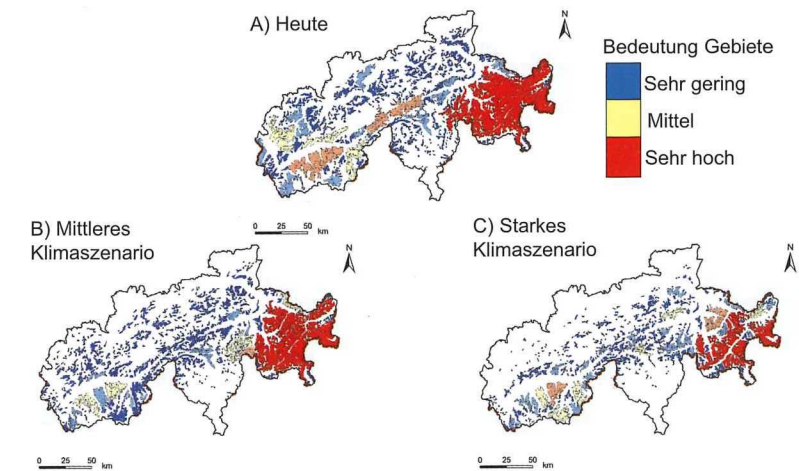 A) Heute
N
Bedeutung Gebiete
Sehr gering
Mittel
Sehr hoch
0 25 50 km
B) Mittleres
Klimaszenario
N
0 25 50 km
C) Starkes
Klimaszenario
N
0 25 50 km